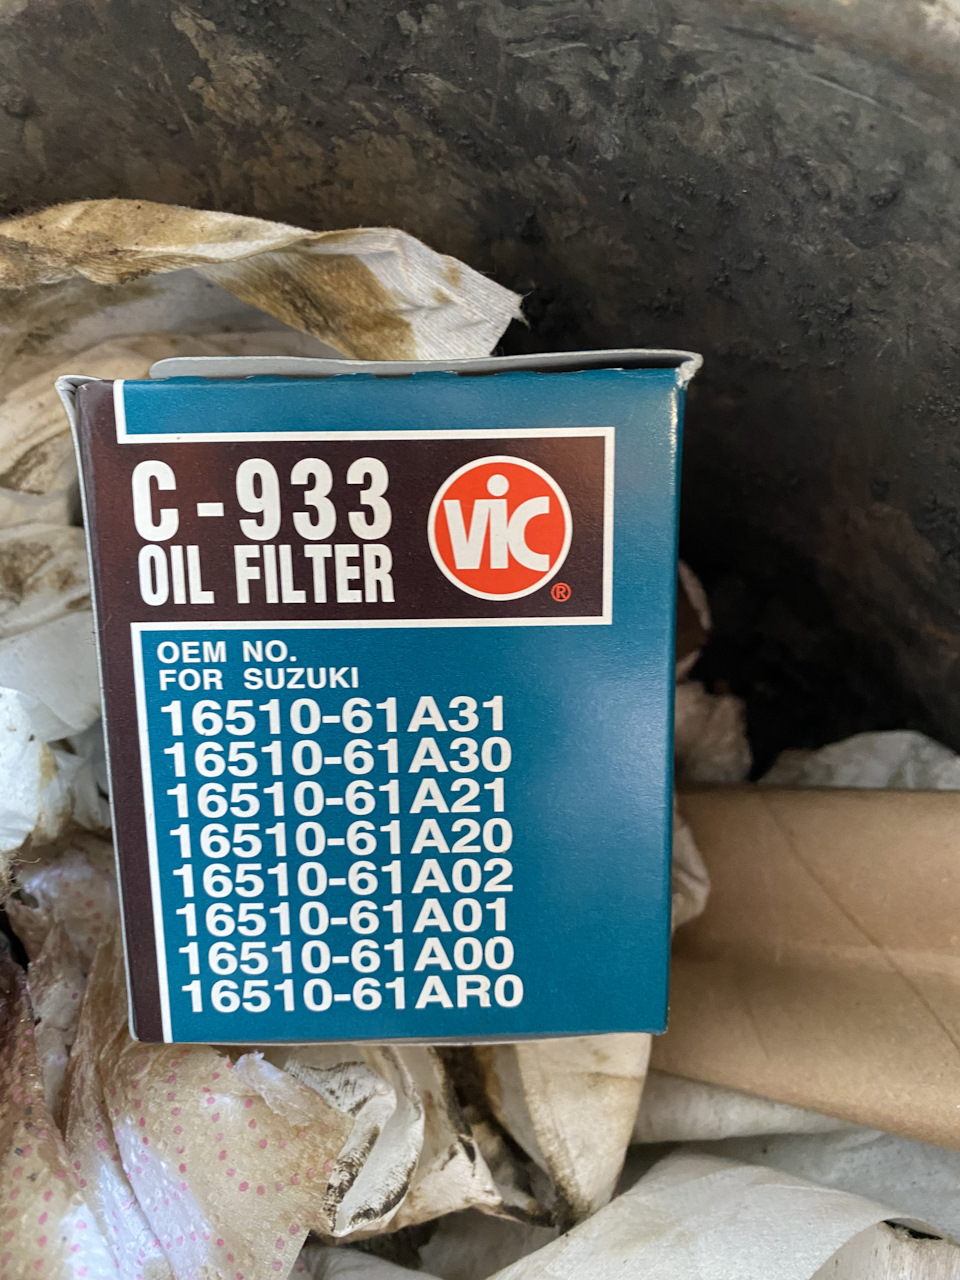 C-933
OIL FILTER
ViC
®
OEM NO.
FOR SUZUKI
16510-61A31
16510-61A30
16510-61A21
16510-61A20
16510-61A02
16510-61A01
16510-61A00
16510-61AR0